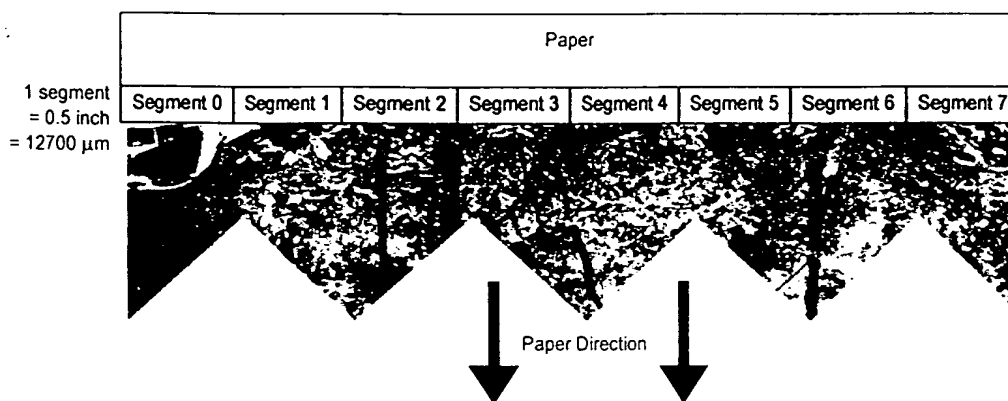 Paper
1 segment
= 0.5 inch
= 12700 μm
Segment 0 Segment 1 Segment 2 Segment 3 Segment 4 Segment 5 Segment 6 Segment 7
Paper Direction